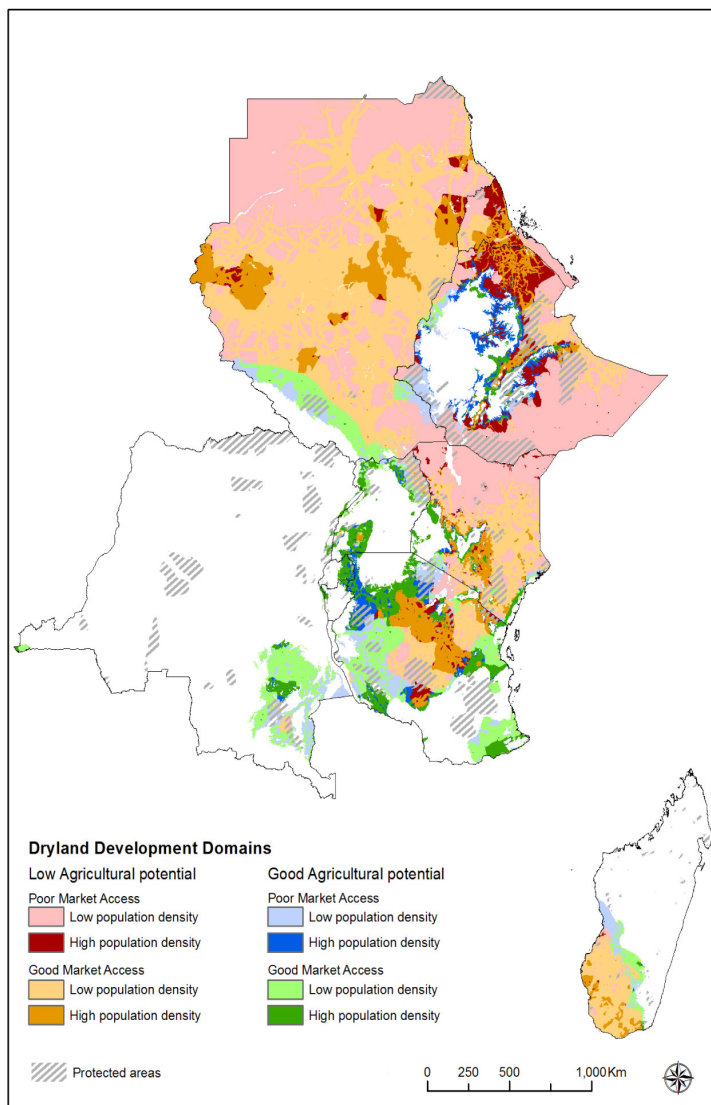 Dryland Development Domains
Low Agricultural potential
Poor Market Access
Low population density
High population density
Good Market Access
Low population density
High population density
Good Agricultural potential
Poor Market Access
Low population density
High population density
Good Market Access
Low population density
High population density
Protected areas
0 250 500 1,000 Km